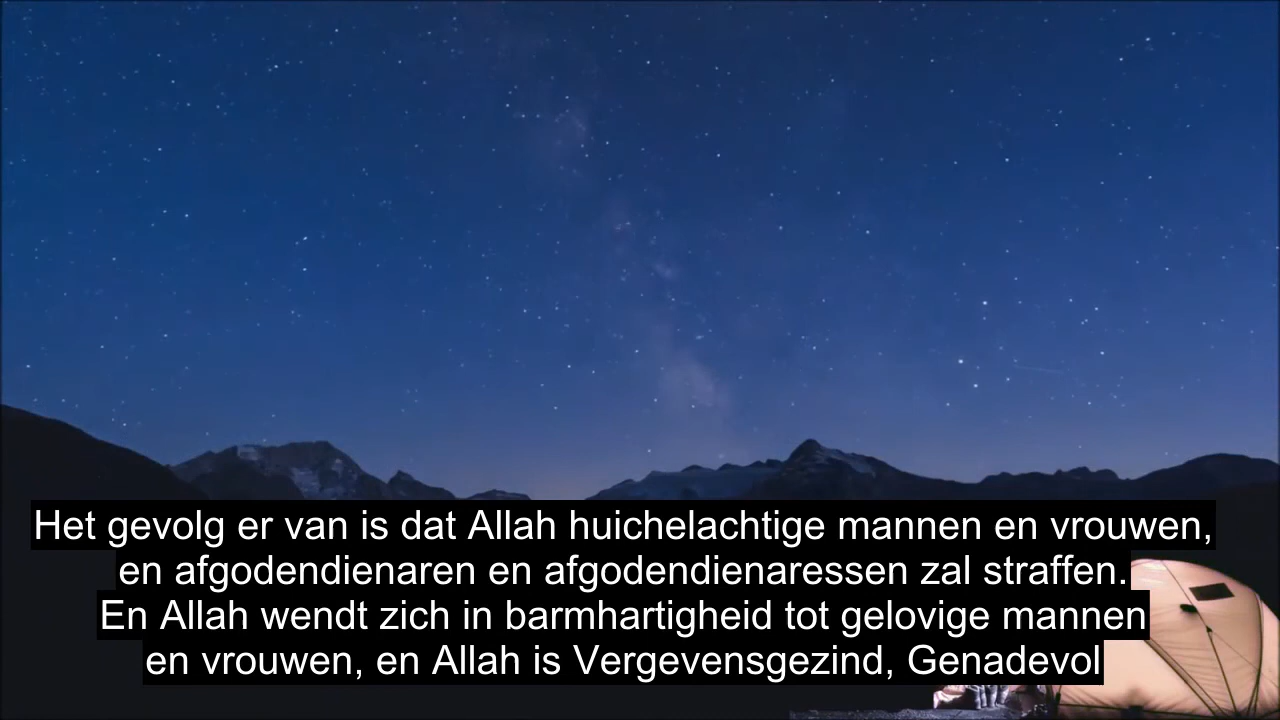 Het gevolg er van is dat Allah huichelachtige mannen en vrouwen,
en afgodendienaren en afgodendienaressen zal straffen.
En Allah wendt zich in barmhartigheid tot gelovige mannen
en vrouwen, en Allah is Vergevensgezind, Genadevol